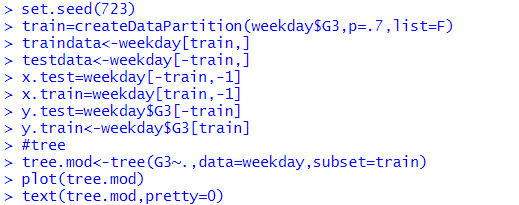 > set.seed(723)
> train=createDataPartition(weekday$G3,p=.7,list=F)
> traindata<-weekday[train,]
> testdata<-weekday[-train,]
> x.test=weekday[-train,-1]
> x.train=weekday[train,-1]
> y.test=weekday$G3[-train]
> y.train<-weekday$G3[train]
> #tree
> tree.mod<-tree(G3~.,data=weekday,subset=train)
> plot(tree.mod)
> text(tree.mod,pretty=0)